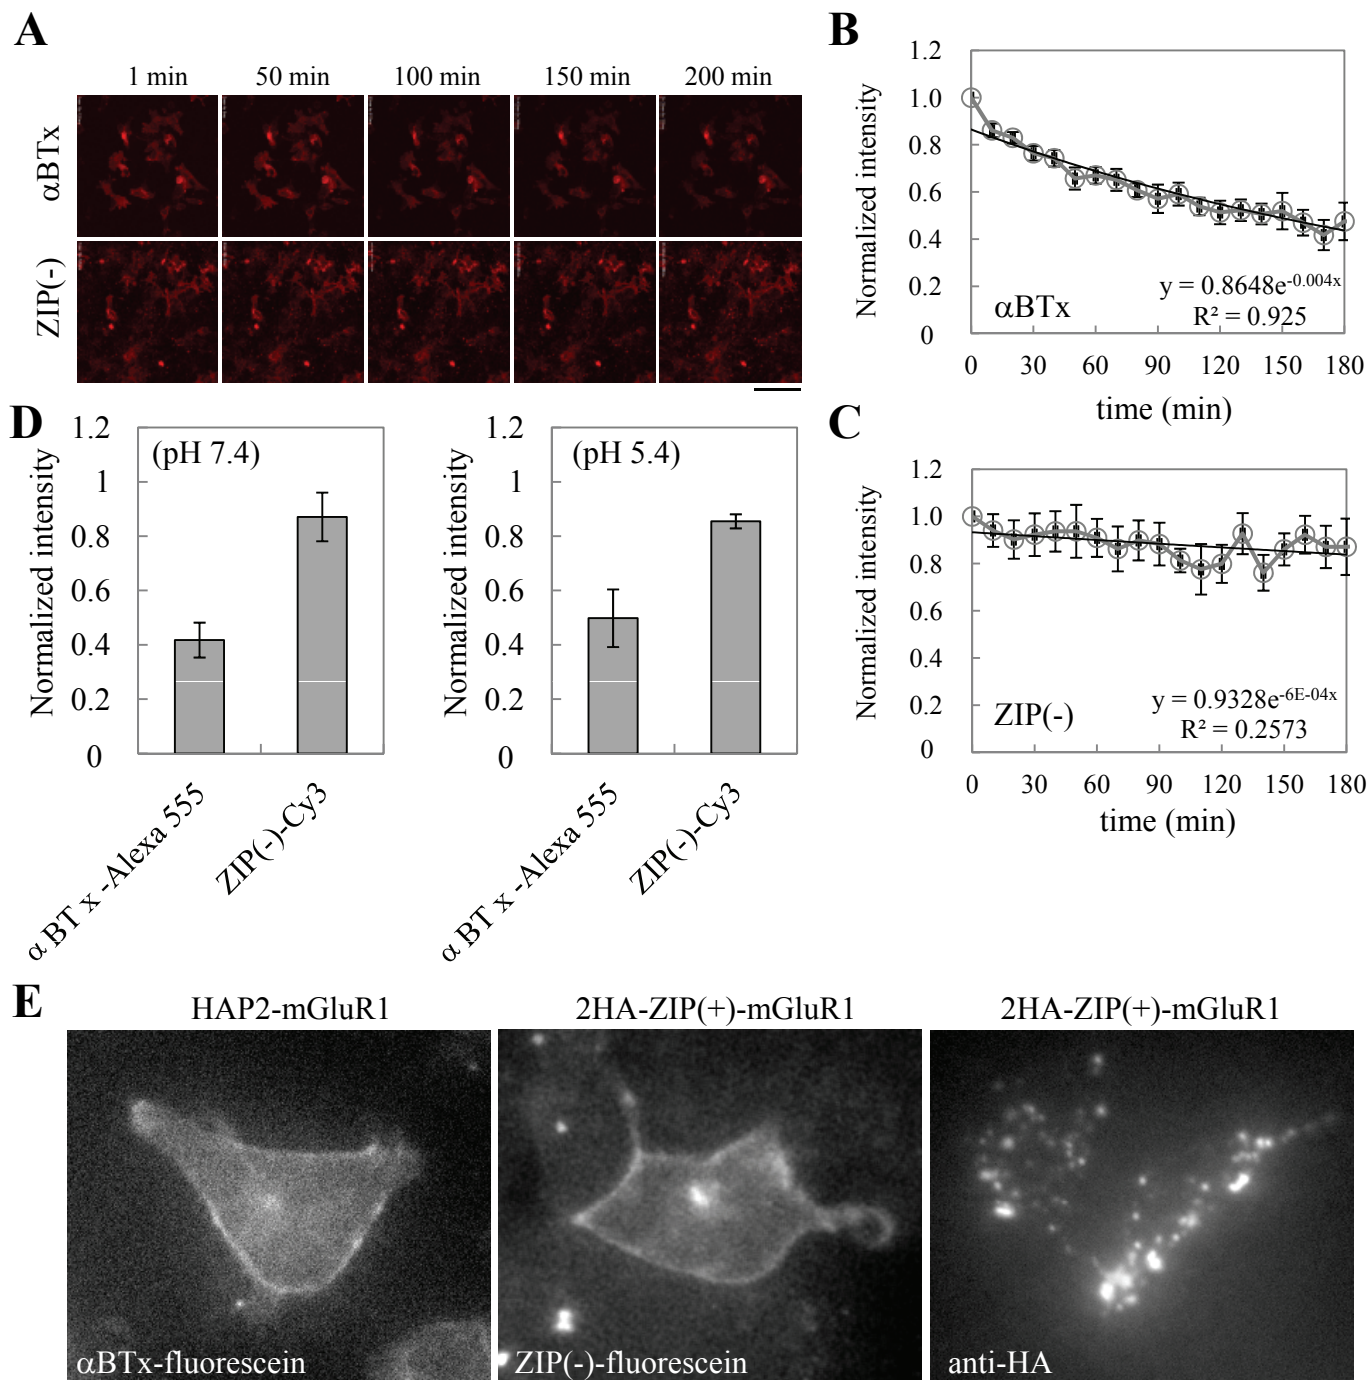 A
1 min 50 min 100 min 150 min 200 min
αBTx
ZIP(-)
B
1.2
1.0
0.8
0.6
0.4
0.2
0
Normalized intensity
αBTx
y = 0.8648e-0.004x
R² = 0.925
0 30 60 90 120 150 180
time (min)
C
1.2
1.0
0.8
0.6
0.4
0.2
0
Normalized intensity
ZIP(-)
y = 0.9328e-6E-04x
R² = 0.2573
0 30 60 90 120 150 180
time (min)
D
1.2
1
0.8
0.6
0.4
0.2
0
Normalized intensity
(pH 7.4)
α BT x -Alexa 555
ZIP(-)-Cy3
1.2
1
0.8
0.6
0.4
0.2
0
Normalized intensity
(pH 5.4)
α BT x -Alexa 555
ZIP(-)-Cy3
E
HAP2-mGluR1
αBTx-fluorescein
2HA-ZIP(+)-mGluR1
ZIP(-)-fluorescein
2HA-ZIP(+)-mGluR1
anti-HA